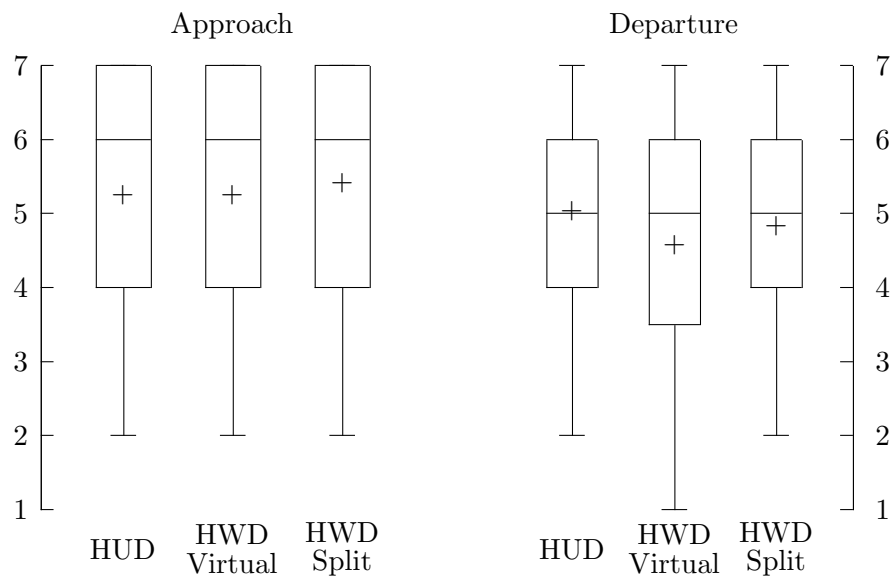 Approach
Departure
7
6
5
4
3
2
1
7
6
5
4
3
2
1
HUD
HWD
Virtual
HWD
Split
HUD
HWD
Virtual
HWD
Split